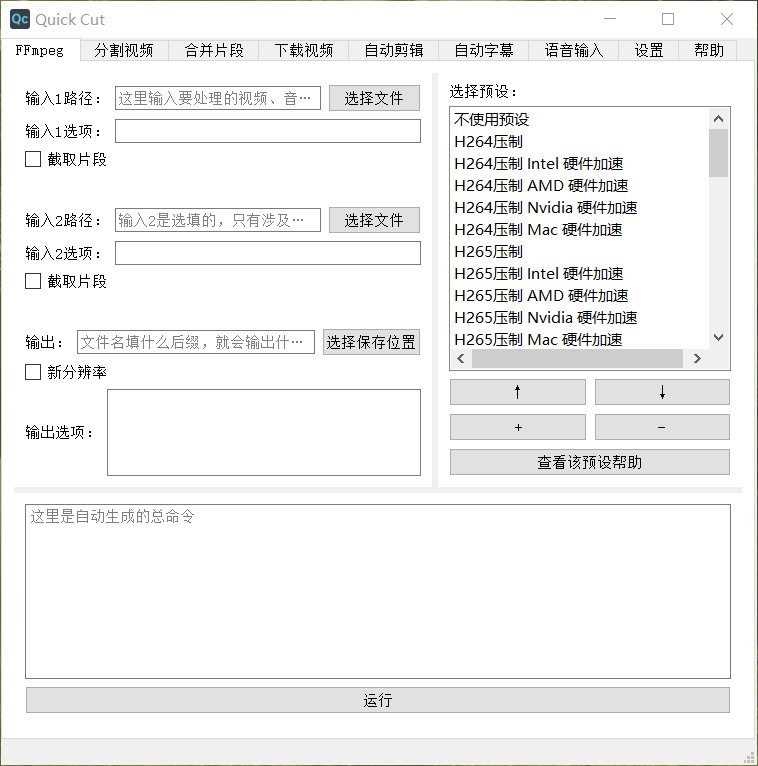 Qc Quick Cut
FFmpeg 分割视频 合并片段 下载视频 自动剪辑 自动字幕 语音输入 设置 帮助
输入1路径： 这里输入要处理的视频、音… 选择文件
输入1选项：
截取片段
输入2路径： 输入2是选填的，只有涉及… 选择文件
输入2选项：
截取片段
输出： 文件名填什么后缀，就会输出什… 选择保存位置
新分辨率
输出选项：
选择预设：
不使用预设
H264压制
H264压制 Intel 硬件加速
H264压制 AMD 硬件加速
H264压制 Nvidia 硬件加速
H264压制 Mac 硬件加速
H265压制
H265压制 Intel 硬件加速
H265压制 AMD 硬件加速
H265压制 Nvidia 硬件加速
H265压制 Mac 硬件加速
↑ ↓
+ -
查看该预设帮助
这里是自动生成的总命令
运行